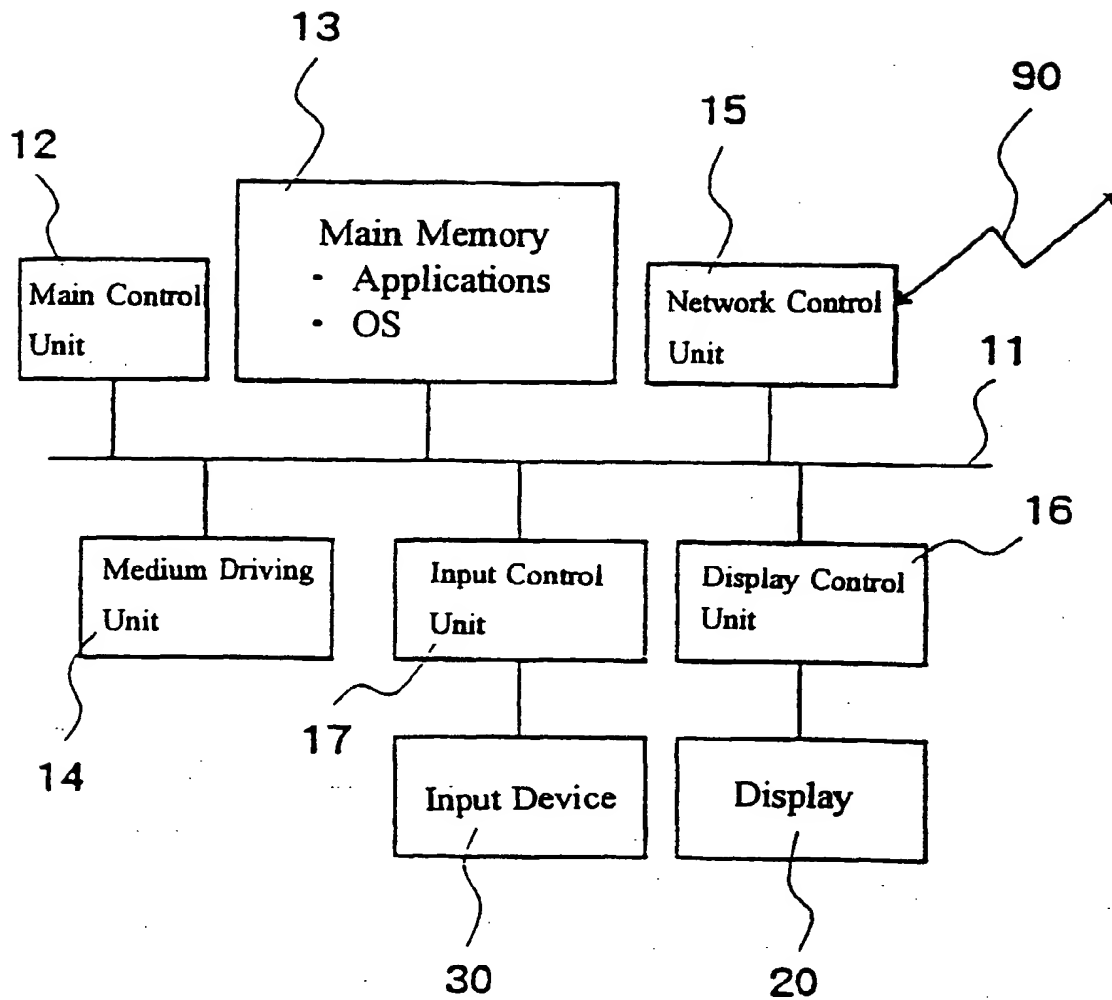 13
90
15
12
Main Memory
- Applications
- OS
Main Control
Unit
Network Control
Unit
11
16
Medium Driving
Unit
Input Control
Unit
Display Control
Unit
17
14
Input Device
Display
30
20